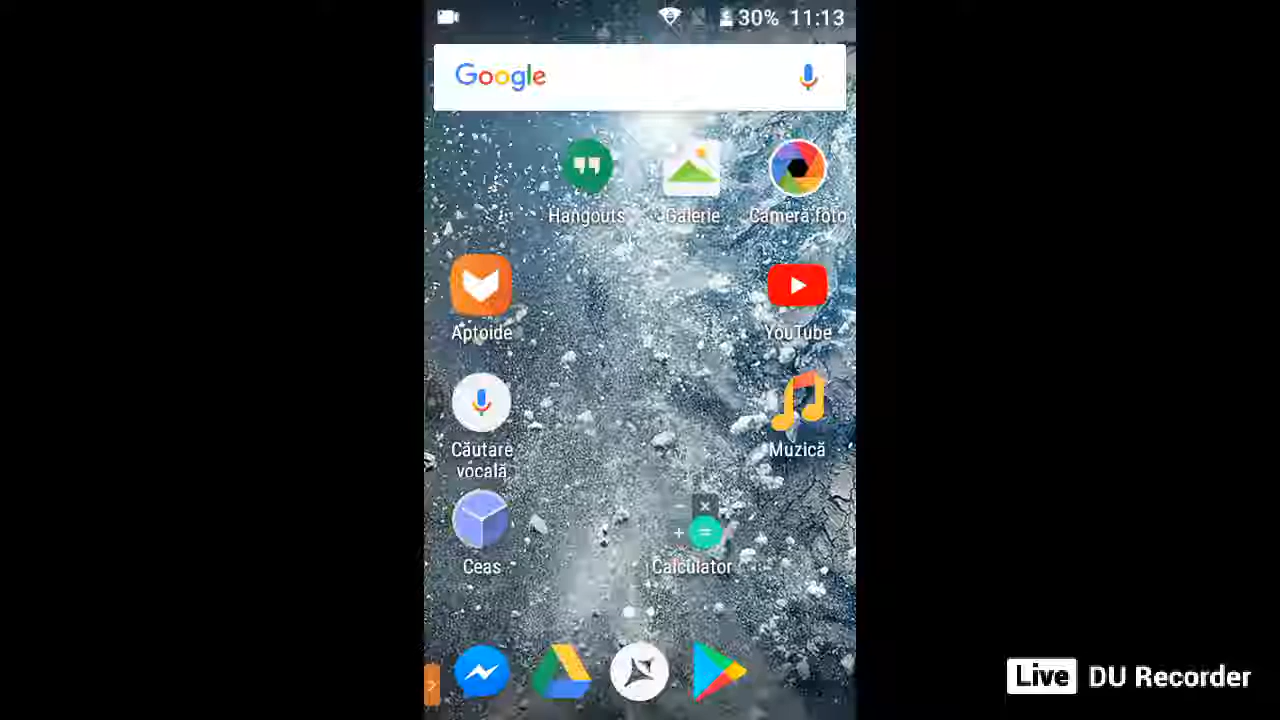 30% 11:13
Google
Hangouts Galerie Cameră foto
Aptoide YouTube
Căutare
vocală
Muzică
Ceas Calculator
Live DU Recorder